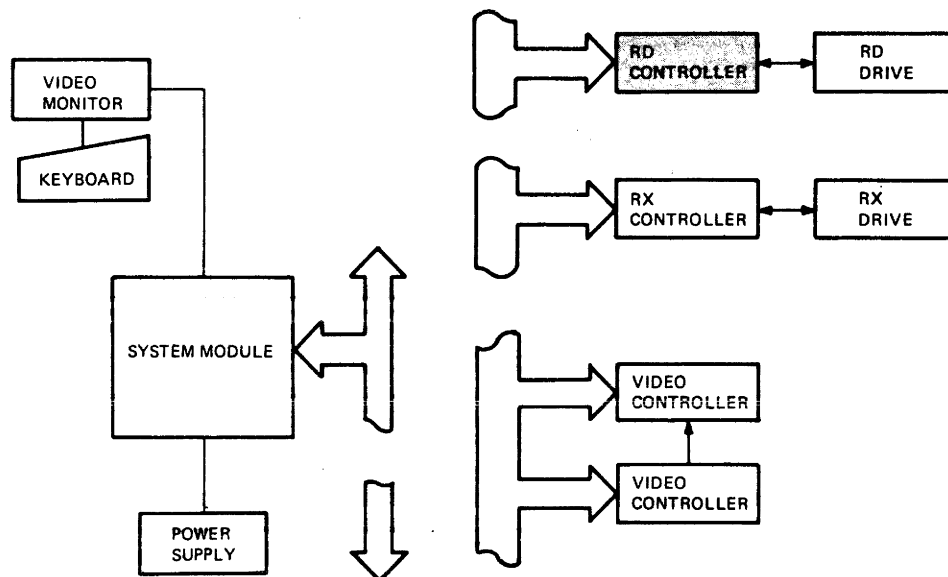 VIDEO
MONITOR
KEYBOARD
SYSTEM MODULE
POWER
SUPPLY
RD
CONTROLLER
RD
DRIVE
RX
CONTROLLER
RX
DRIVE
VIDEO
CONTROLLER
VIDEO
CONTROLLER